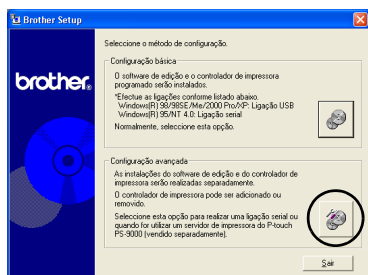 Brother Setup
Seleccione o método de configuração.
brother.
Configuração básica
O software de edição e o controlador de impressora
programado serão instalados.
*Efectue as ligações conforme listado abaixo.
Windows(R) 98/98SE/Me/2000 Pro/XP: Ligação USB
Windows(R) 95/NT 4.0: Ligação serial
Normalmente, seleccione esta opção.
Configuração avançada
As instalações do software de edição e do controlador de
impressora serão realizadas separadamente.
O controlador de impressora pode ser adicionado ou
removido.
Seleccione esta opção para realizar uma ligação serial ou
quando for utilizar um servidor de impressora do P-touch
PS-9000 (vendido separadamente).
Sair